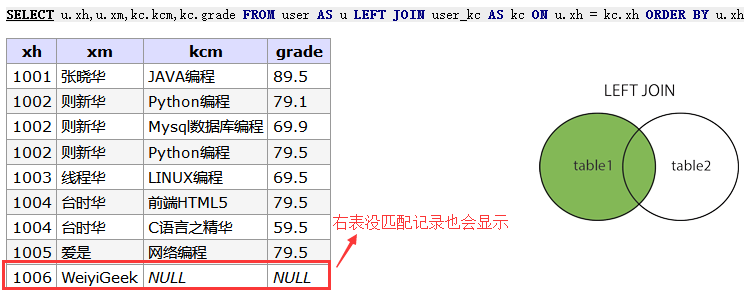 SELECT u.xh,u.xm,kc.kcm,kc.grade FROM user AS u LEFT JOIN user_kc AS kc ON u.xh = kc.xh ORDER BY u.xh
xh xm kcm grade
1001 张晓华 JAVA编程 89.5
1002 则新华 Python编程 79.1
1002 则新华 Mysql数据库编程 69.9
1002 则新华 Python编程 79.5
1003 线程华 LINUX编程 69.5
1004 台时华 前端HTML5 79.5
1004 台时华 C语言之精华 59.5
1005 爱是 网络编程 79.5
1006 WeiyiGeek NULL NULL
右表没匹配记录也会显示
LEFT JOIN
table1 table2